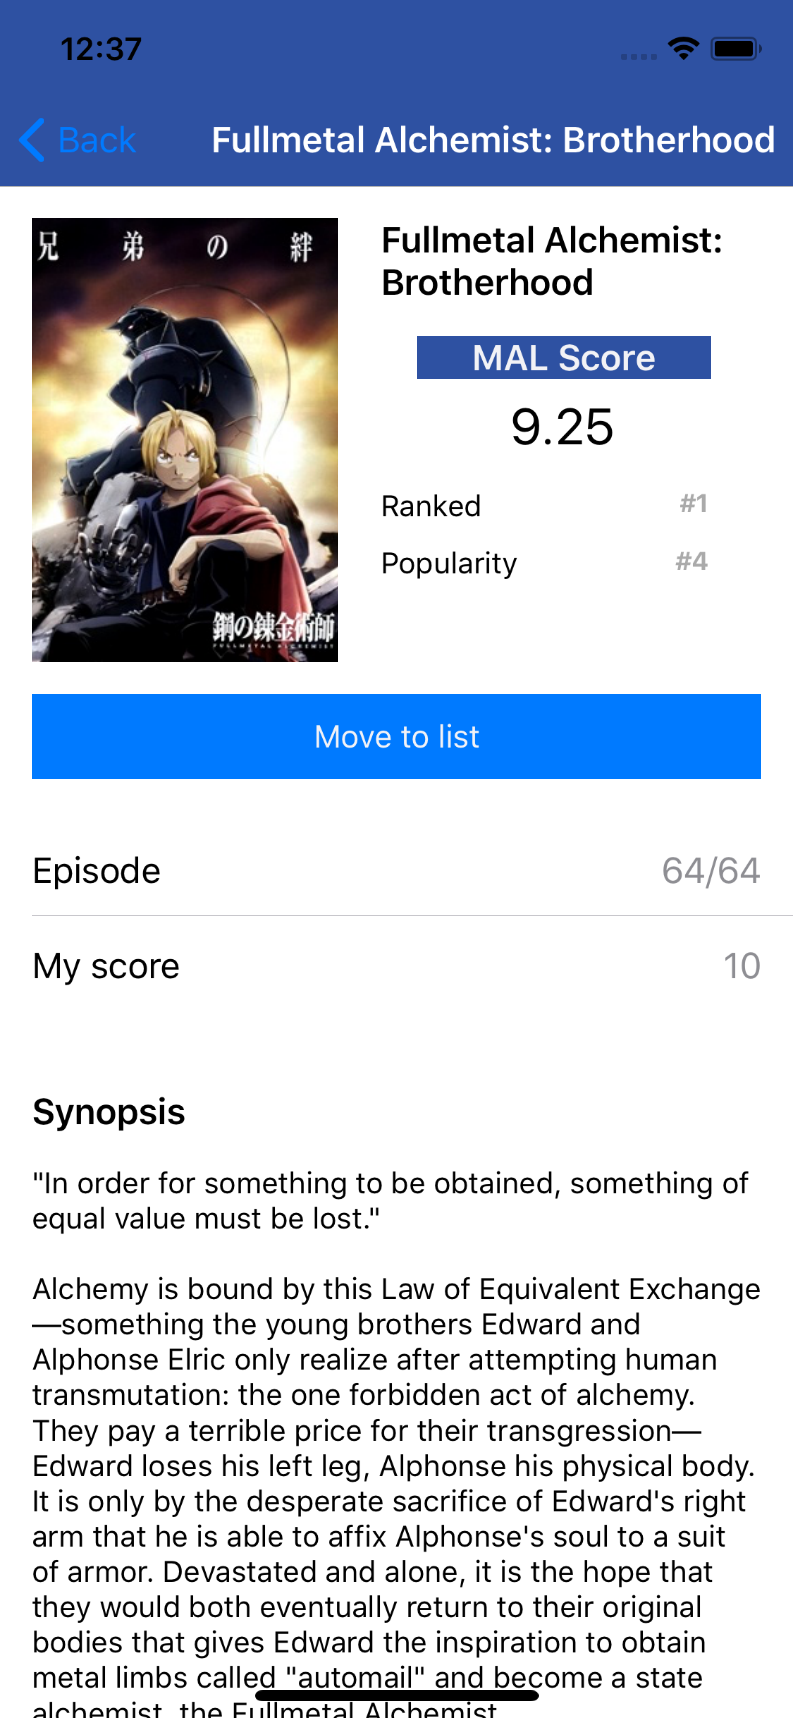 12:37
Back
Fullmetal Alchemist: Brotherhood
兄弟の絆
鋼の錬金術師
FULLMETAL ALCHEMIST
Fullmetal Alchemist:
Brotherhood
MAL Score
9.25
Ranked #1
Popularity #4
Move to list
Episode 64/64
My score 10
Synopsis
"In order for something to be obtained, something of
equal value must be lost."
Alchemy is bound by this Law of Equivalent Exchange
—something the young brothers Edward and
Alphonse Elric only realize after attempting human
transmutation: the one forbidden act of alchemy.
They pay a terrible price for their transgression—
Edward loses his left leg, Alphonse his physical body.
It is only by the desperate sacrifice of Edward's right
arm that he is able to affix Alphonse's soul to a suit
of armor. Devastated and alone, it is the hope that
they would both eventually return to their original
bodies that gives Edward the inspiration to obtain
metal limbs called "automail" and become a state
alchemist, the Fullmetal Alchemist.